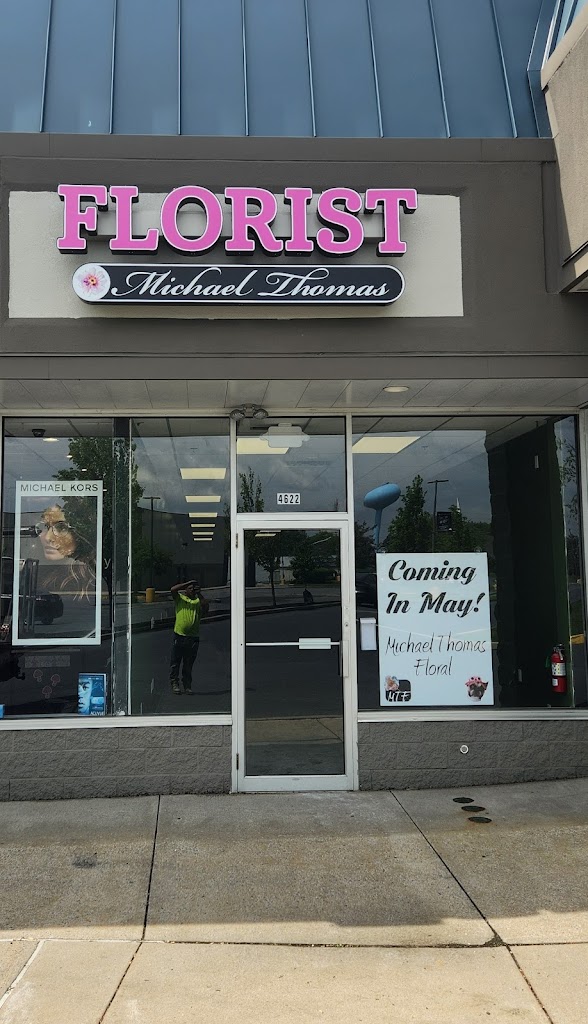 FLORIST
Michael Thomas
4622
MICHAEL KORS
Coming
In May!
Michael Thomas
Floral
MTF